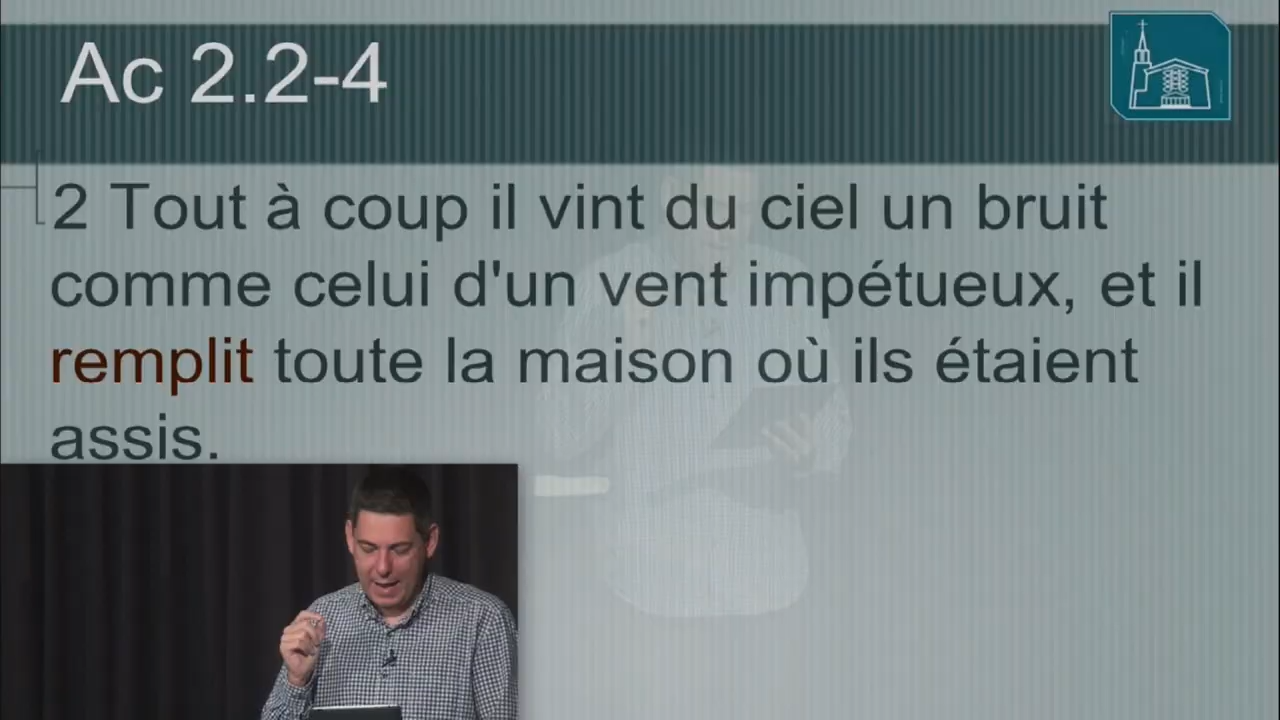 Ac 2.2-4
2 Tout à coup il vint du ciel un bruit
comme celui d'un vent impétueux, et il
remplit toute la maison où ils étaient
assis.